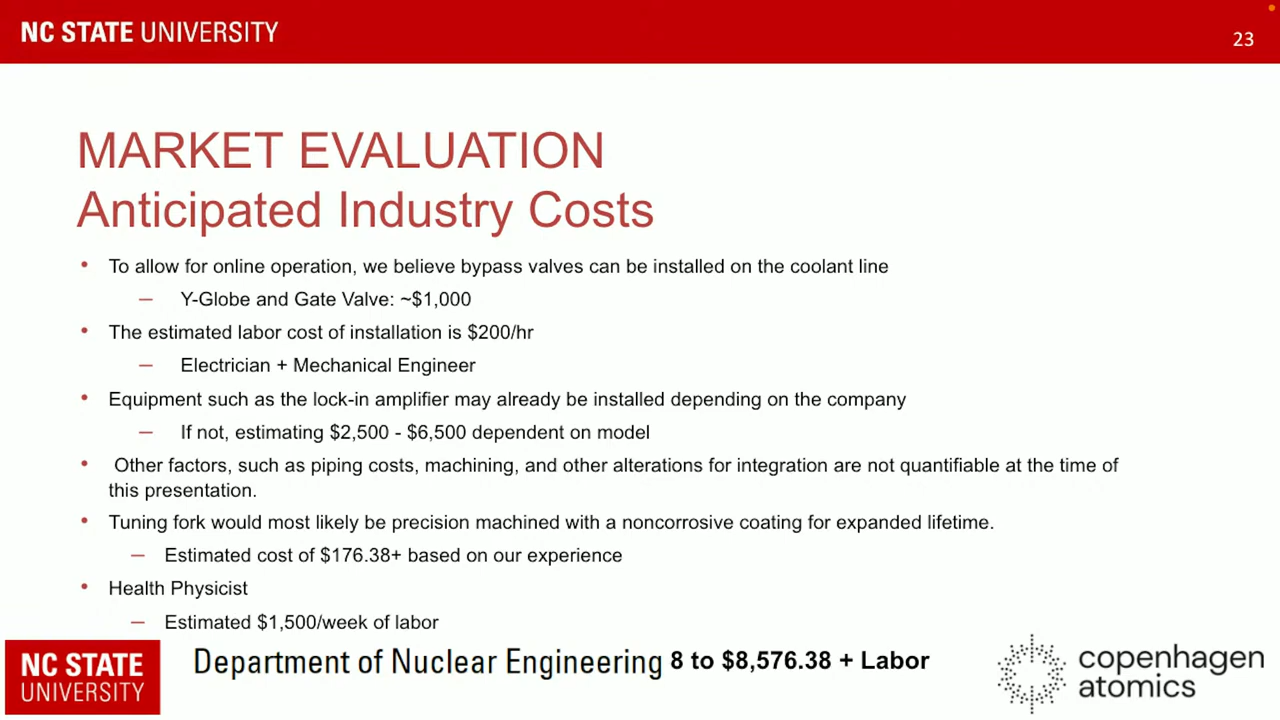 NC STATE UNIVERSITY
23
MARKET EVALUATION
Anticipated Industry Costs
• To allow for online operation, we believe bypass valves can be installed on the coolant line
– Y-Globe and Gate Valve: ~$1,000
• The estimated labor cost of installation is $200/hr
– Electrician + Mechanical Engineer
• Equipment such as the lock-in amplifier may already be installed depending on the company
– If not, estimating $2,500 - $6,500 dependent on model
• Other factors, such as piping costs, machining, and other alterations for integration are not quantifiable at the time of
this presentation.
• Tuning fork would most likely be precision machined with a noncorrosive coating for expanded lifetime.
– Estimated cost of $176.38+ based on our experience
• Health Physicist
– Estimated $1,500/week of labor
NC STATE
UNIVERSITY
Department of Nuclear Engineering 8 to $8,576.38 + Labor
copenhagen
atomics